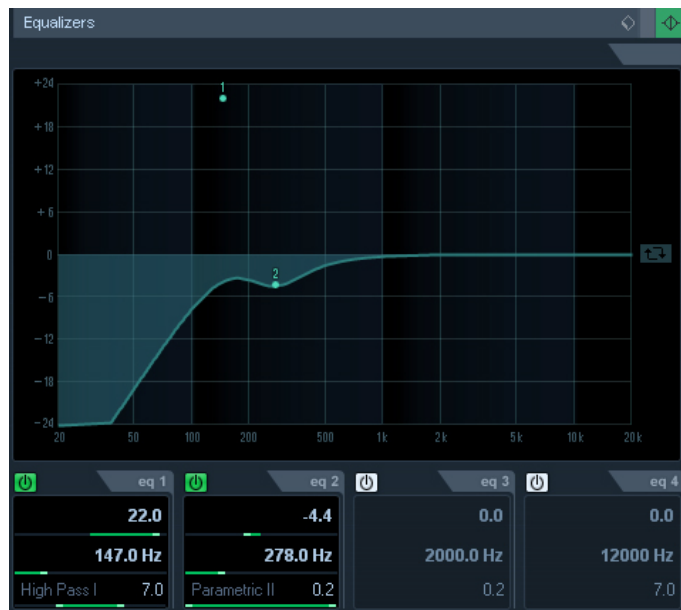 Equalizers
+24
1
+18
+12
+6
0
2
-6
-12
-18
-24
20 50 100 200 500 1k 2k 5k 10k 20k
eq 1 eq 2 eq 3 eq 4
22.0 -4.4 0.0 0.0
147.0 Hz 278.0 Hz 2000.0 Hz 12000 Hz
High Pass I 7.0 Parametric II 0.2 0.2 7.0